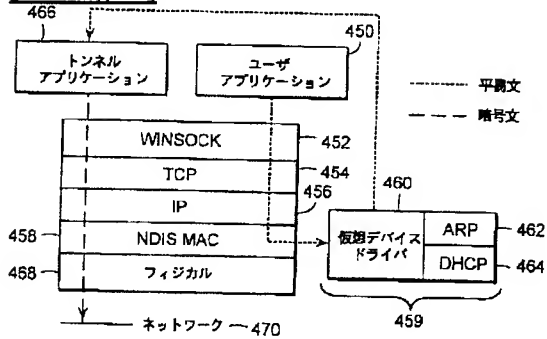 466
450
トンネル
アプリケーション
ユーザ
アプリケーション
平易文
暗号文
WINSOCK
452
TCP
454
456
IP
460
458
NDIS MAC
仮想デバイス
ドライバ
ARP
462
DHCP
464
468
フィジカル
459
ネットワーク
470